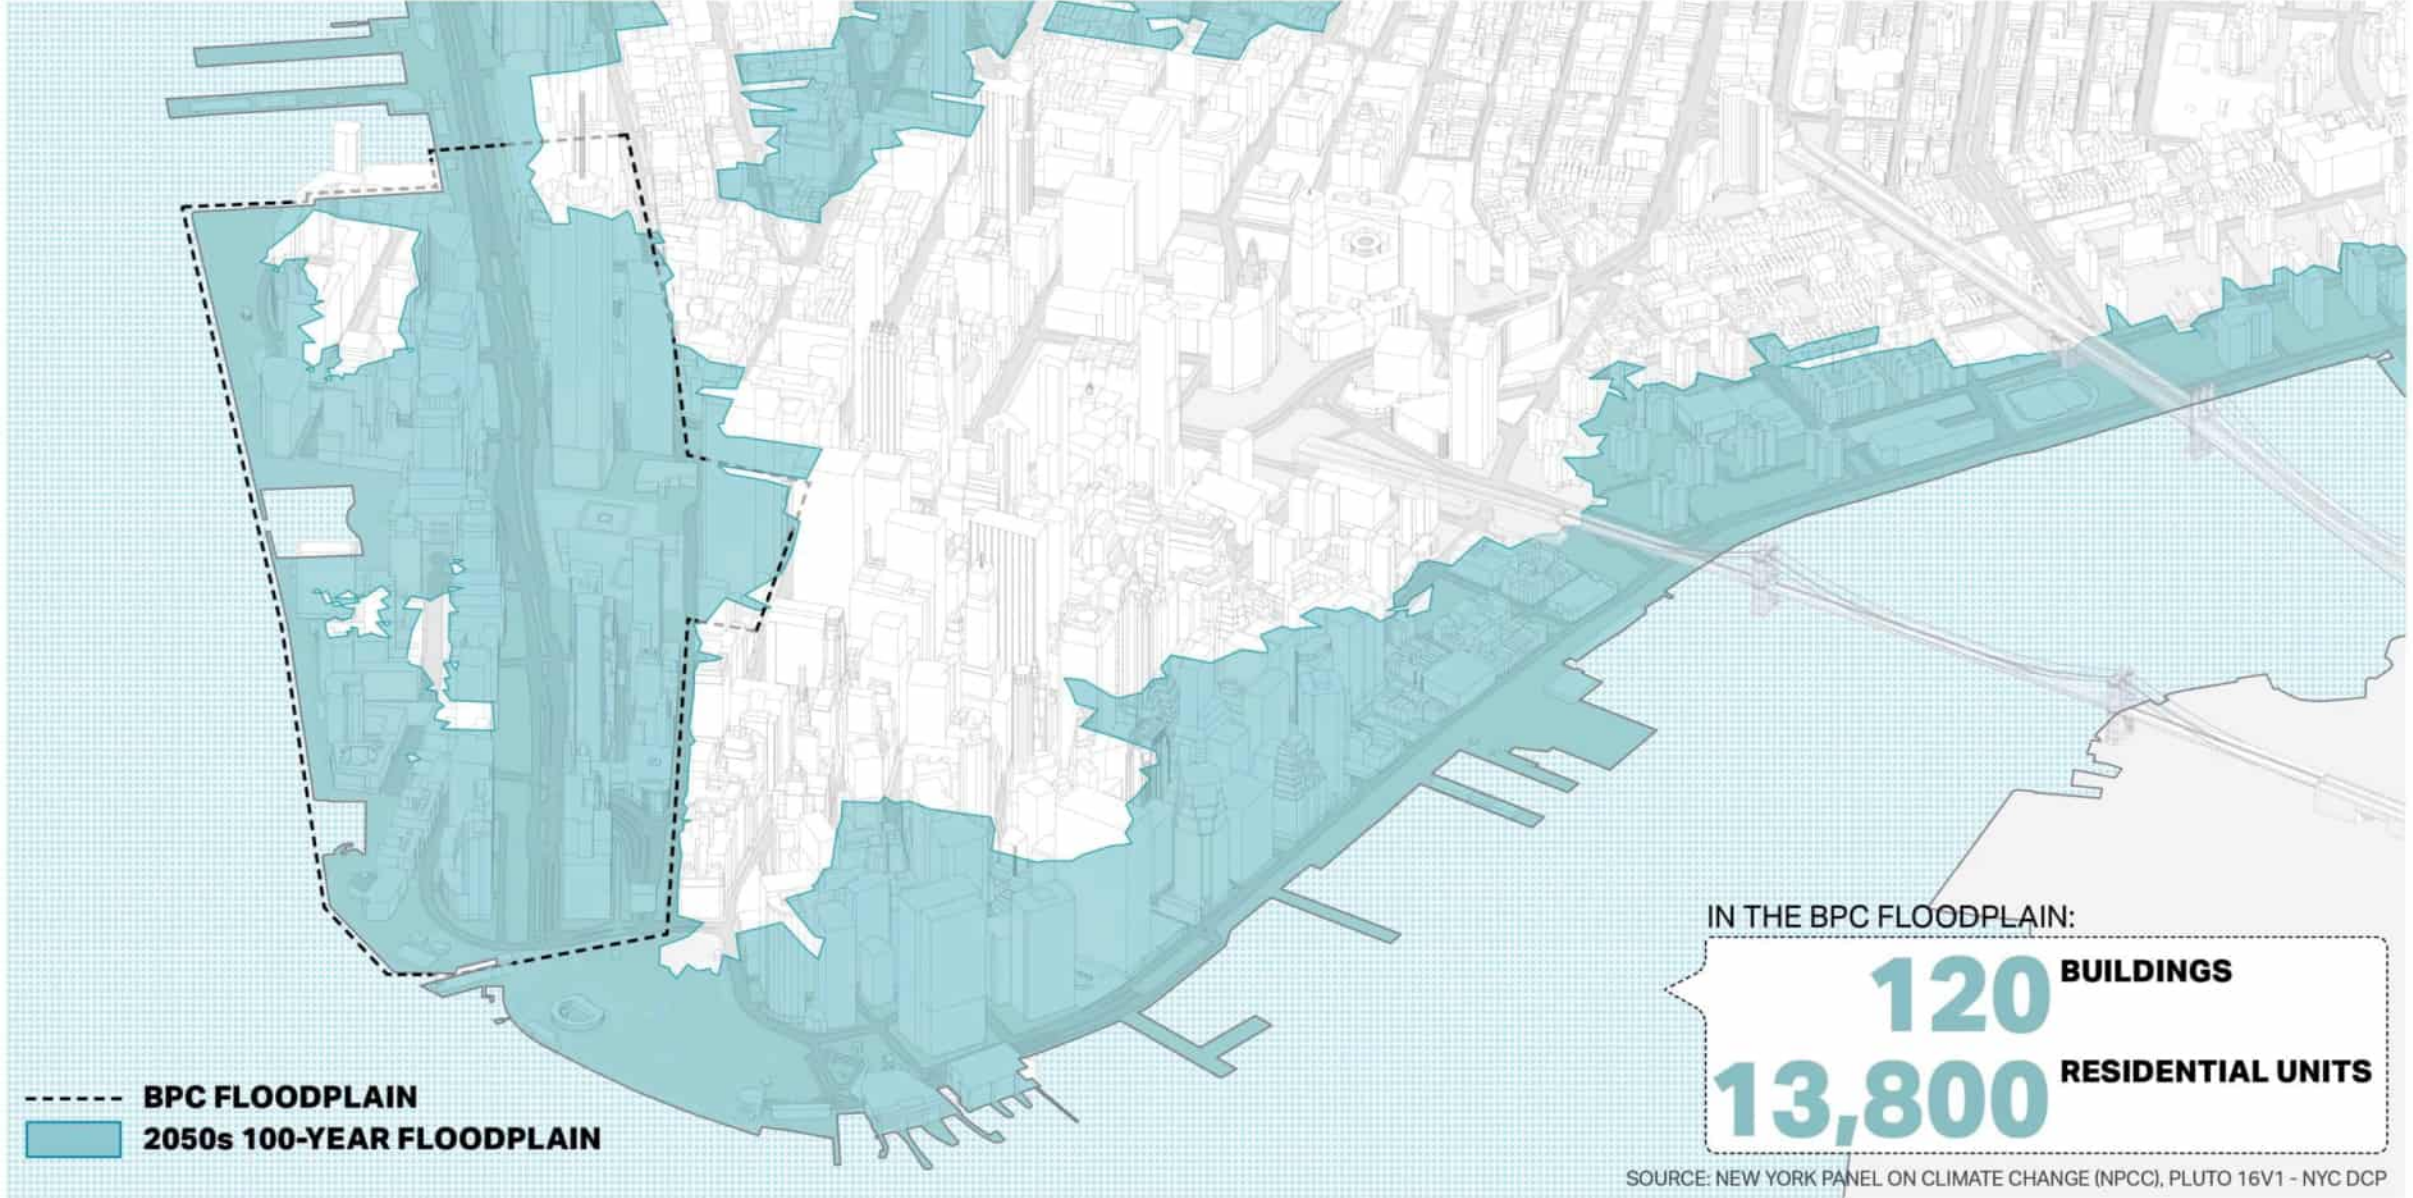 IN THE BPC FLOODPLAIN:
120 BUILDINGS
13,800 RESIDENTIAL UNITS
BPC FLOODPLAIN
2050s 100-YEAR FLOODPLAIN
SOURCE: NEW YORK PANEL ON CLIMATE CHANGE (NPCC), PLUTO 16V1 - NYC DCP